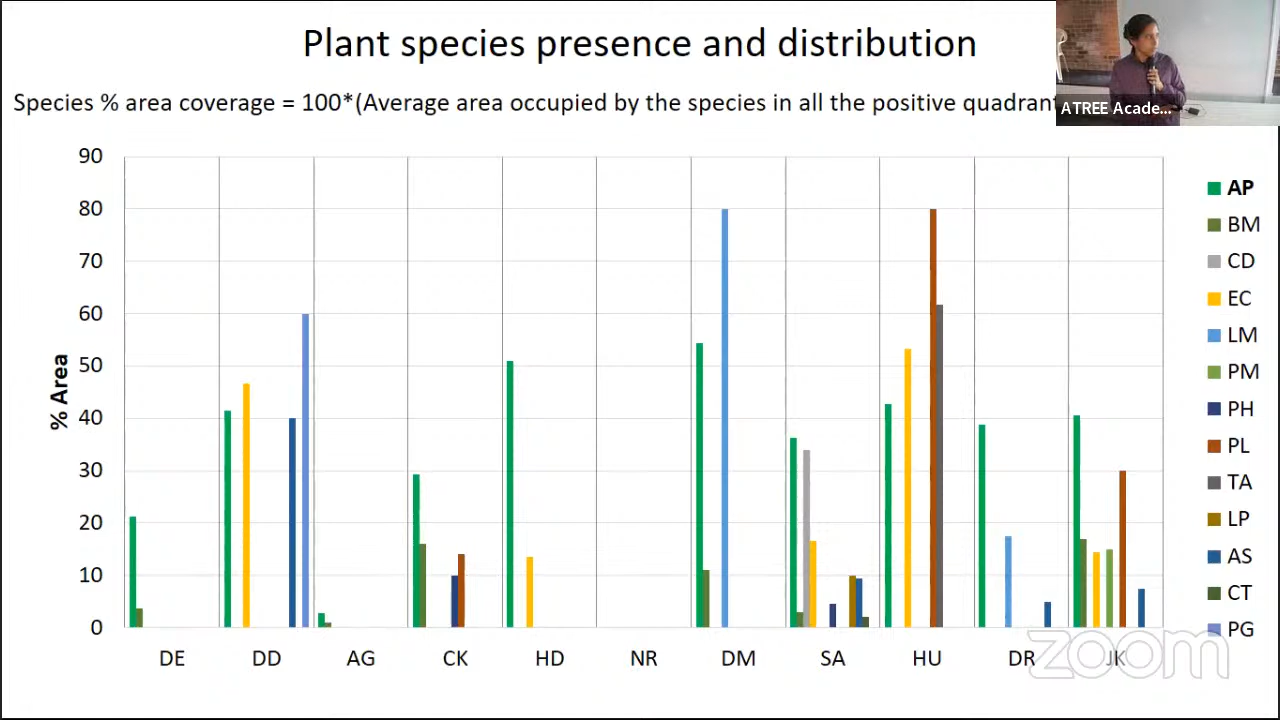 Plant species presence and distribution
Species % area coverage = 100*(Average area occupied by the species in all the positive quadran
ATREE Acade...
90
80
70
60
50
40
30
20
10
0
% Area
DE DD AG CK HD NR DM SA HU DR JK
AP
BM
CD
EC
LM
PM
PH
PL
TA
LP
AS
CT
PG
zoom